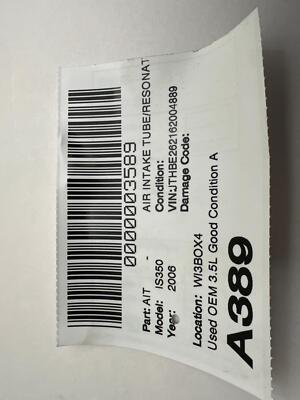 0000003589
Part: AIT - AIR INTAKE TUBE/RESONAT
Model: IS350 Condition:
Year: 2006 VIN:JTHBE262162004889
Damage Code:
Location: WI3BOX4
Used OEM 3.5L Good Condition A
A389